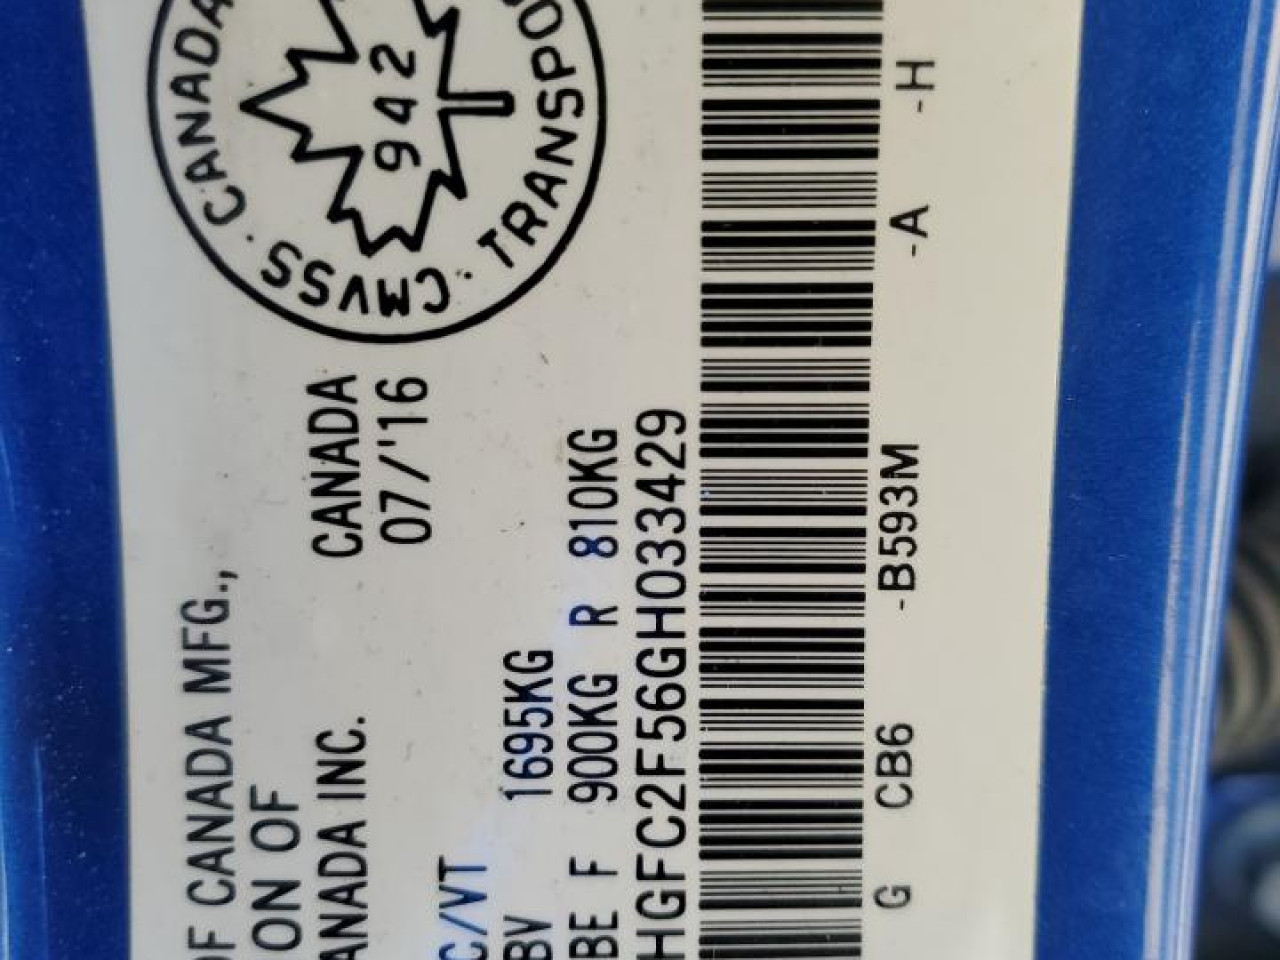 OF CANADA MFG.,
ON OF
ANADA INC.
CANADA
07/'16
CANADA
CMVSS
TRANSPO
942
C/VT
BV 1695KG
BE F 900KG R 810KG
HGFC2F56GH033429
G CB6 -B593M -A -H